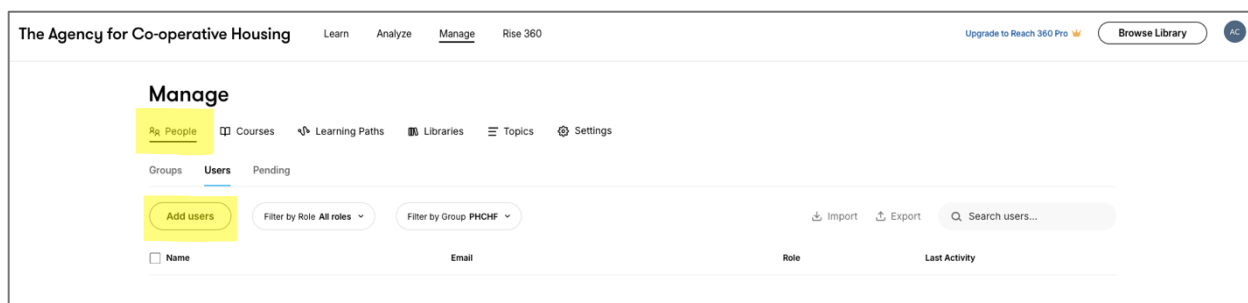 The Agency for Co-operative Housing Learn Analyze Manage Rise 360 Upgrade to Reach 360 Pro Browse Library AC
Manage
People Courses Learning Paths Libraries Topics Settings
Groups Users Pending
Add users Filter by Role All roles Filter by Group PHCHF Import Export Search users...
Name Email Role Last Activity